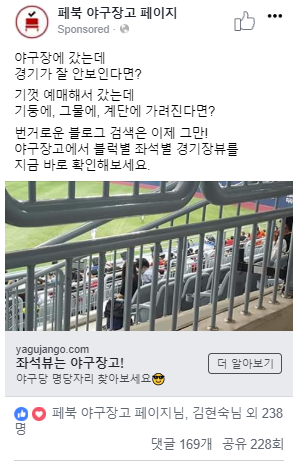 페북 야구장고 페이지
Sponsored ·
야구장에 갔는데
경기가 잘 안보인다면?
기껏 예매해서 갔는데
기둥에, 그물에, 계단에 가려진다면?
번거로운 블로그 검색은 이제 그만!
야구장고에서 블럭별 좌석별 경기장뷰를
지금 바로 확인해보세요.
yagujango.com
좌석뷰는 야구장고!
야구당 명당자리 찾아보세요😎
더 알아보기
페북 야구장고 페이지님, 김현숙님 외 238
명
댓글 169개 공유 228회